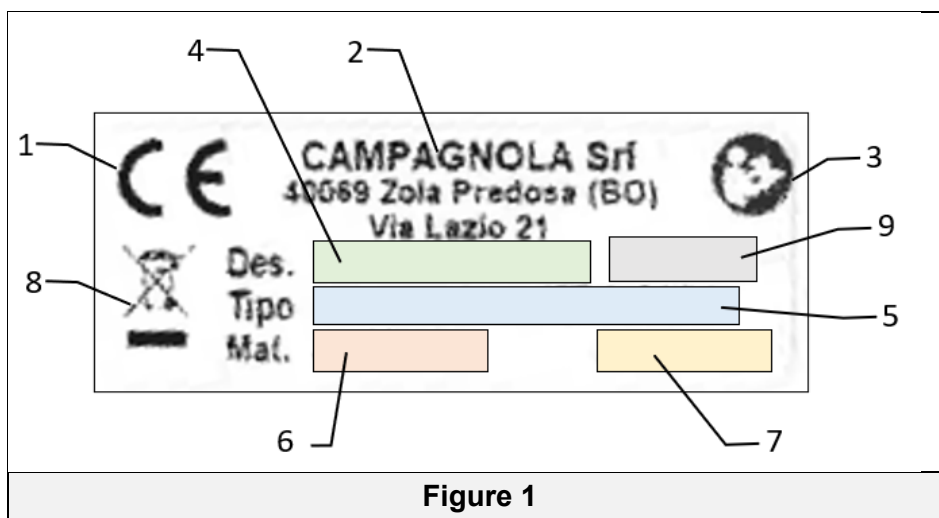 4
2
1
CE
CAMPAGNOLA Srl
3
40069 Zola Predosa (BO)
Via Lazio 21
9
8
Des.
Tipo
5
Mat.
6
7
Figure 1